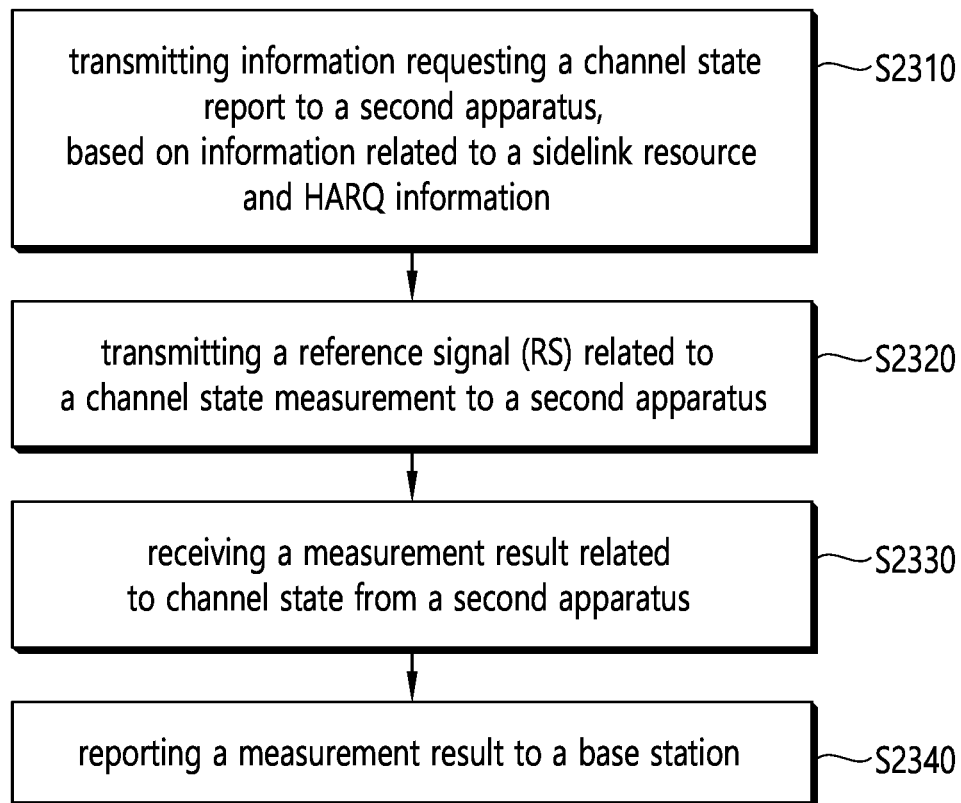 transmitting information requesting a channel state
report to a second apparatus,
based on information related to a sidelink resource
and HARQ information
S2310
transmitting a reference signal (RS) related to
a channel state measurement to a second apparatus
S2320
receiving a measurement result related
to channel state from a second apparatus
S2330
reporting a measurement result to a base station
S2340